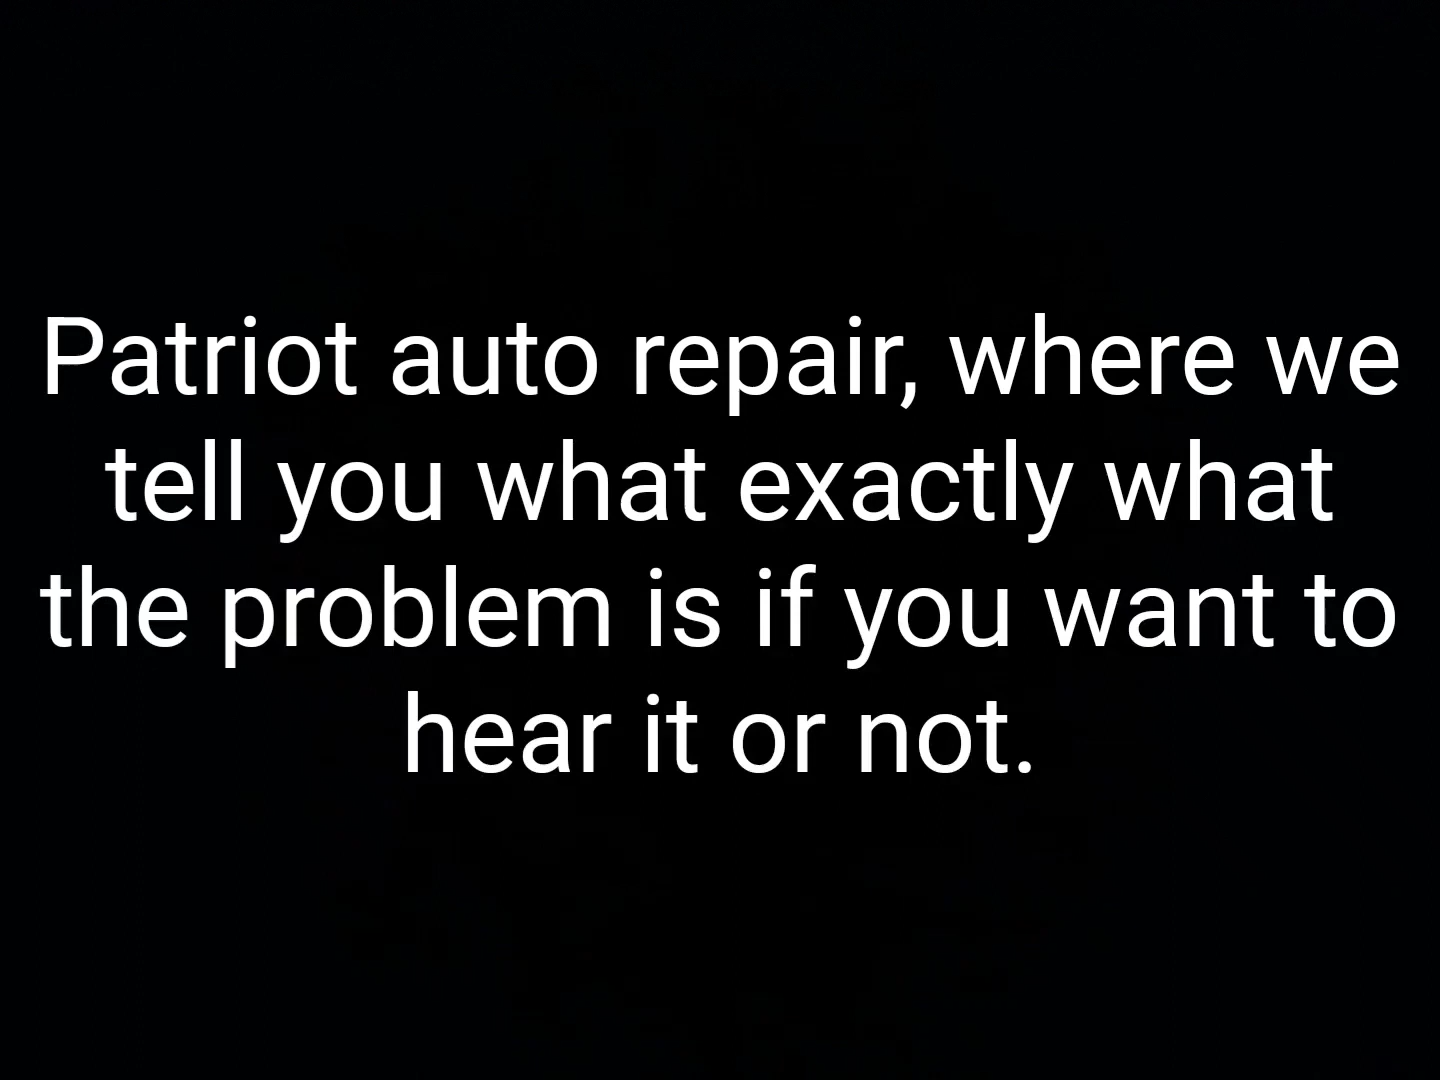 Patriot auto repair, where we
tell you what exactly what
the problem is if you want to
hear it or not.